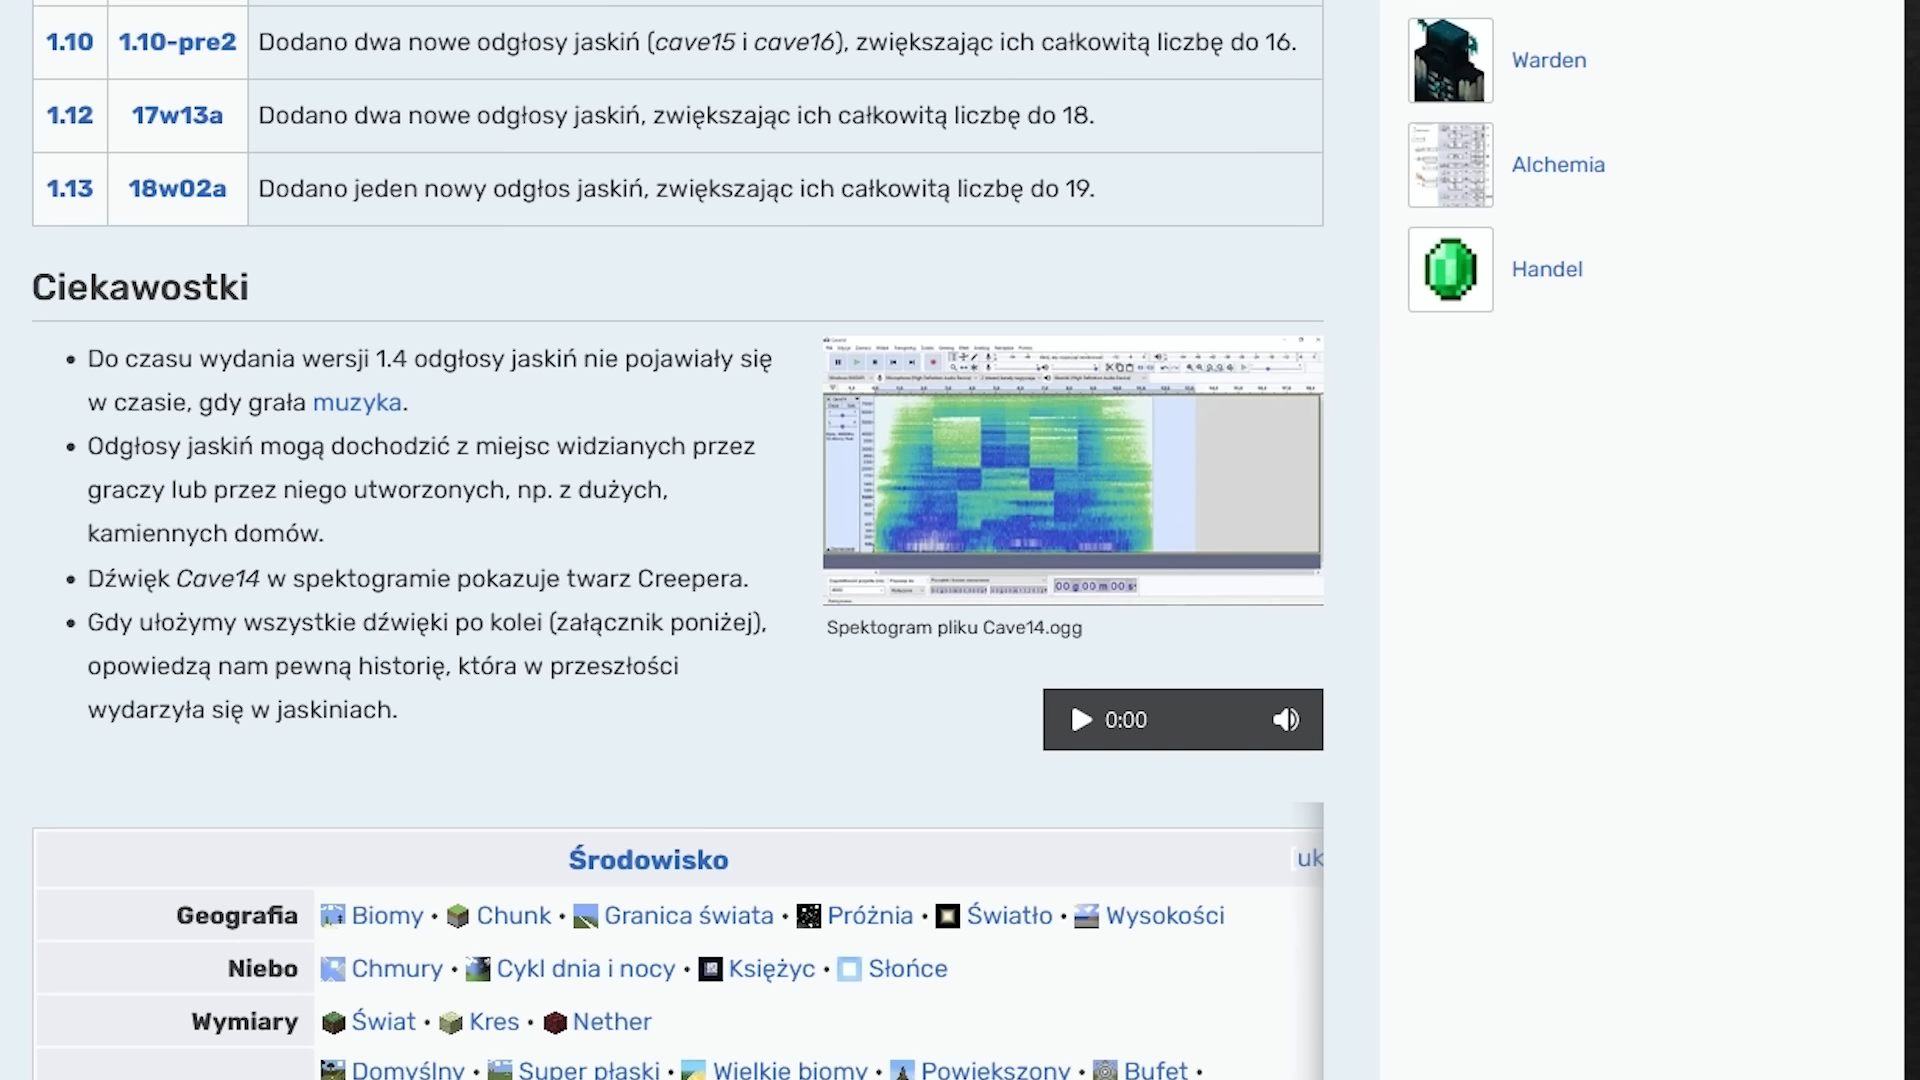 1.10 1.10-pre2 Dodano dwa nowe odgłosy jaskiń (cave15 i cave16), zwiększając ich całkowitą liczbę do 16.
1.12 17w13a Dodano dwa nowe odgłosy jaskiń, zwiększając ich całkowitą liczbę do 18.
1.13 18w02a Dodano jeden nowy odgłos jaskiń, zwiększając ich całkowitą liczbę do 19.
Ciekawostki
• Do czasu wydania wersji 1.4 odgłosy jaskiń nie pojawiały się
w czasie, gdy grała muzyka.
• Odgłosy jaskiń mogą dochodzić z miejsc widzianych przez
graczy lub przez niego utworzonych, np. z dużych,
kamiennych domów.
• Dźwięk Cave14 w spektogramie pokazuje twarz Creepera.
• Gdy ułożymy wszystkie dźwięki po kolei (załącznik poniżej),
opowiedzą nam pewną historię, która w przeszłości
wydarzyła się w jaskiniach.
00 g 00 m 00 s
Spektogram pliku Cave14.ogg
0:00
Środowisko
[uk
Geografia Biomy • Chunk • Granica świata • Próżnia • Światło • Wysokości
Niebo Chmury • Cykl dnia i nocy • Księżyc • Słońce
Wymiary Świat • Kres • Nether
Domyślny • Super płaski • Wielkie biomy • Powiększony • Bufet •
Warden
Alchemia
Handel